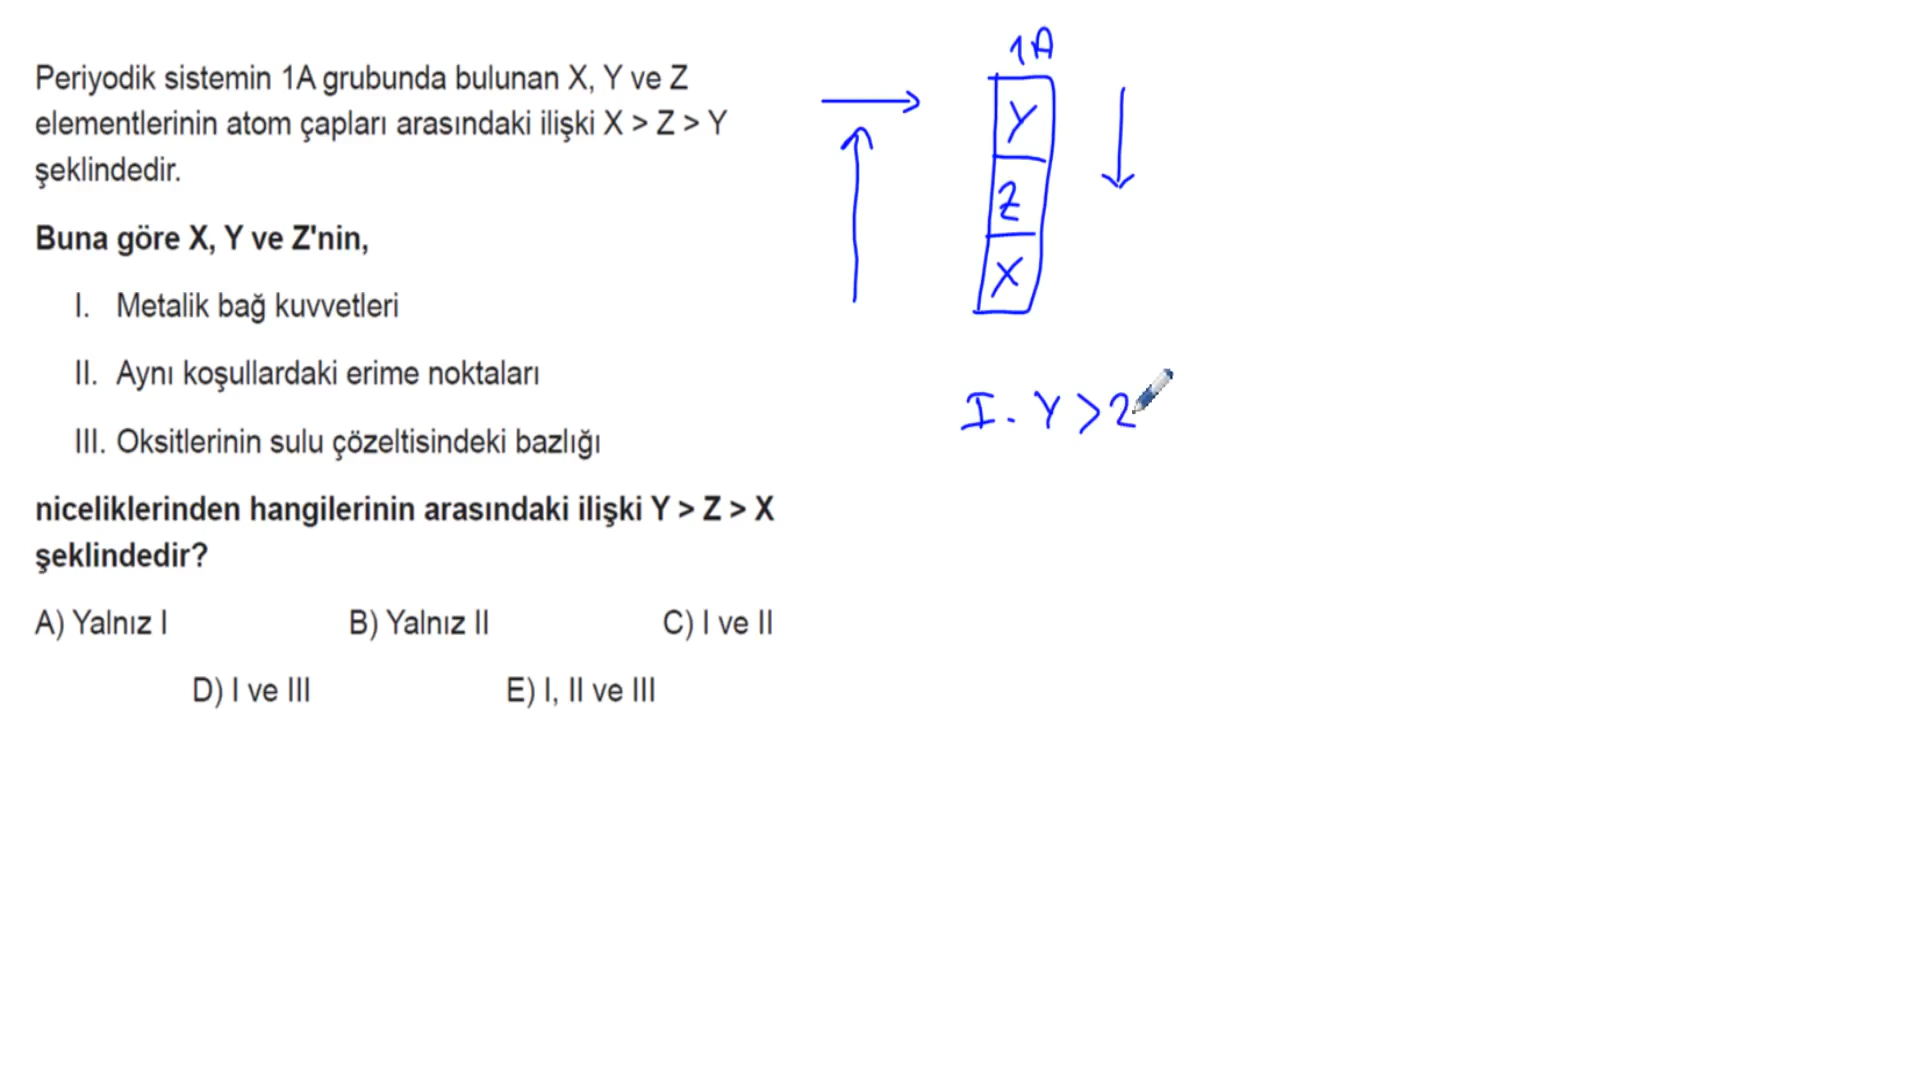 Periyodik sistemin 1A grubunda bulunan X, Y ve Z
elementlerinin atom çapları arasındaki ilişki X > Z > Y
şeklindedir.
Buna göre X, Y ve Z'nin,
I. Metalik bağ kuvvetleri
II. Aynı koşullardaki erime noktaları
III. Oksitlerinin sulu çözeltisindeki bazlığı
niceliklerinden hangilerinin arasındaki ilişki Y > Z > X
şeklindedir?
A) Yalnız I B) Yalnız II C) I ve II
D) I ve III E) I, II ve III
1A
Y
Z
X
I. Y > Z